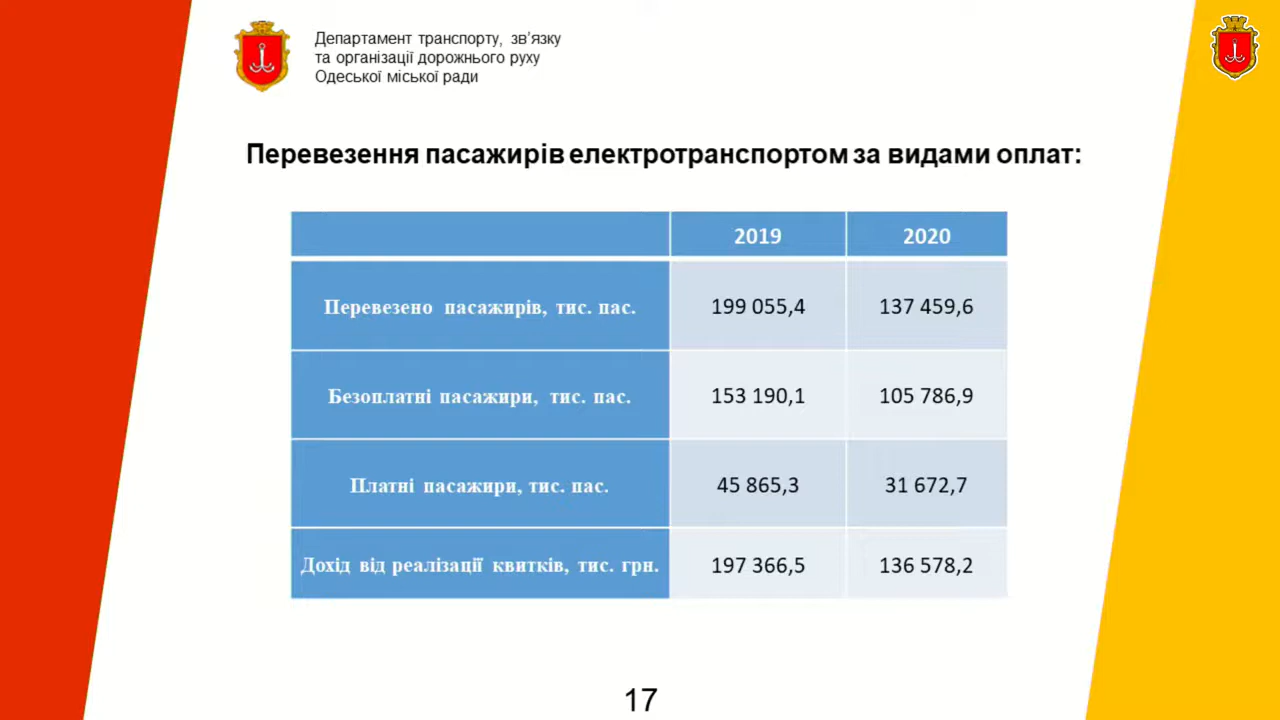 Департамент транспорту, зв’язку
та організації дорожнього руху
Одеської міської ради
Перевезення пасажирів електротранспортом за видами оплат:
2019 2020
Перевезено пасажирів, тис. пас. 199 055,4 137 459,6
Безоплатні пасажири, тис. пас. 153 190,1 105 786,9
Платні пасажири, тис. пас. 45 865,3 31 672,7
Дохід від реалізації квитків, тис. грн. 197 366,5 136 578,2
17